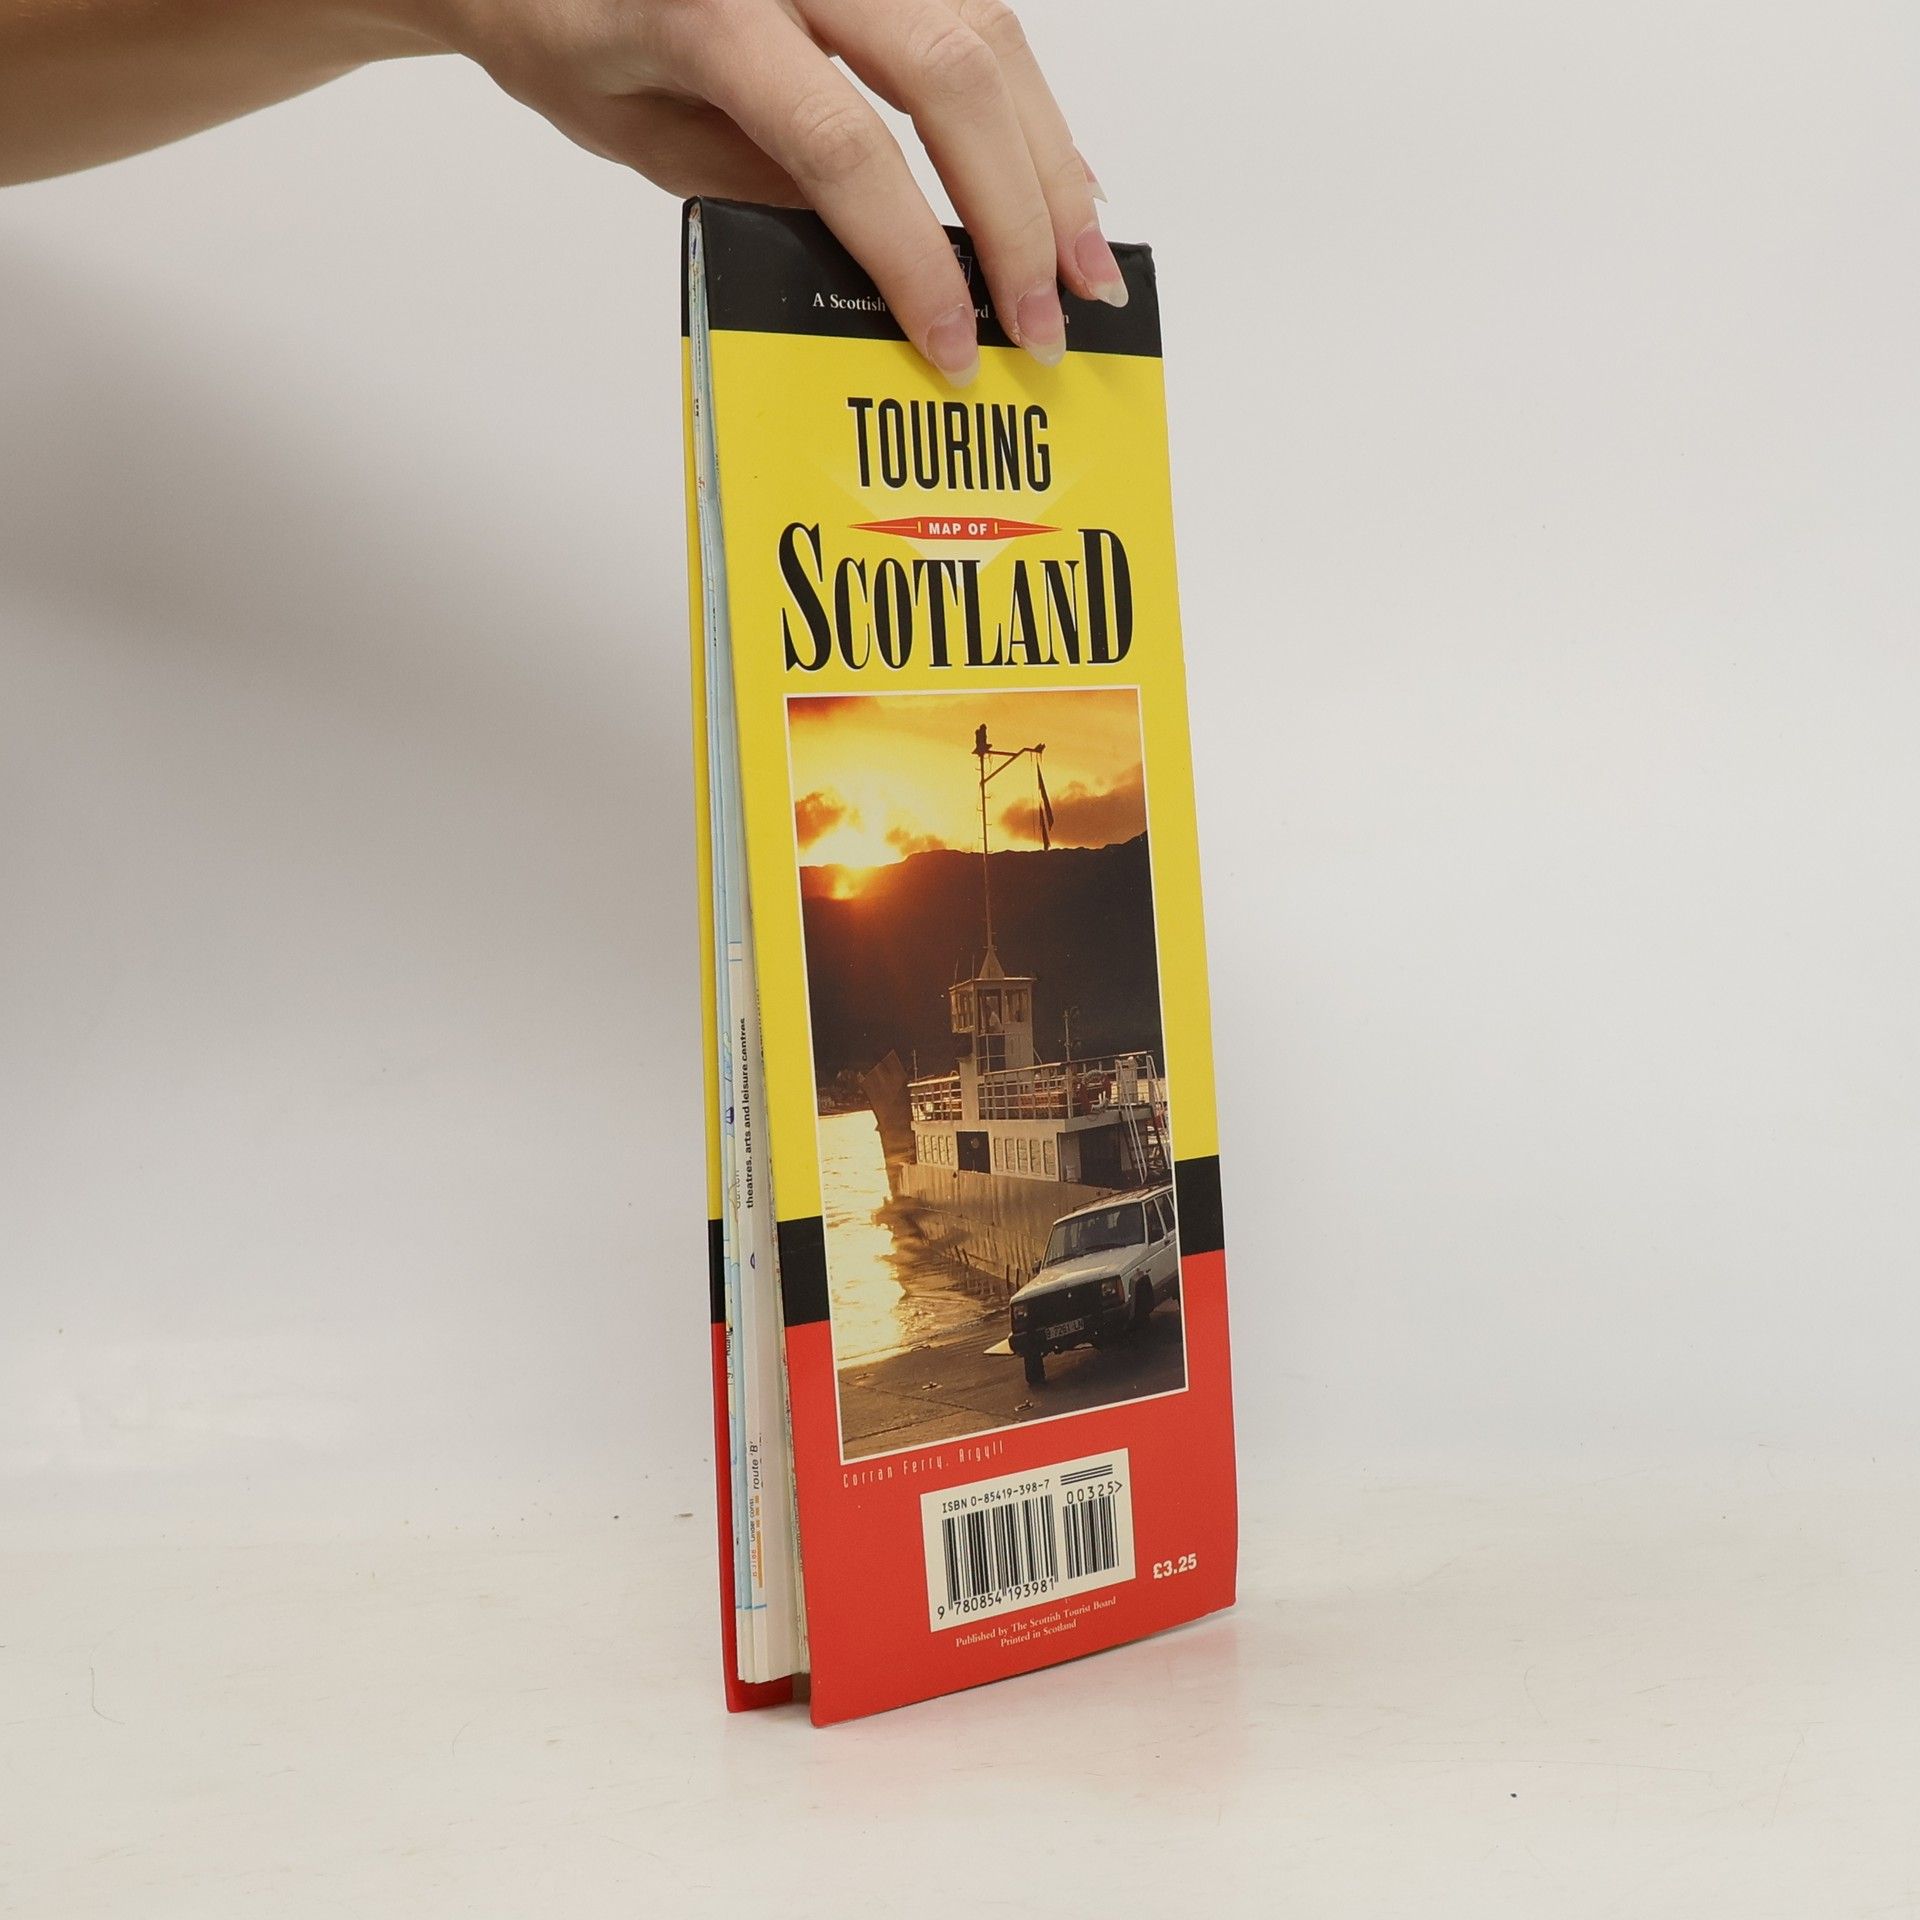 A Scottish
TOURING
MAP OF
SCOTLAND
Corran Ferry, Argyll
ISBN 0-85419-398-7
00325>
9 780854 193981
£3.25
Published by The Scottish Tourist Board
Printed in Scotland
theatres, arts and leisure centres
route 'B'